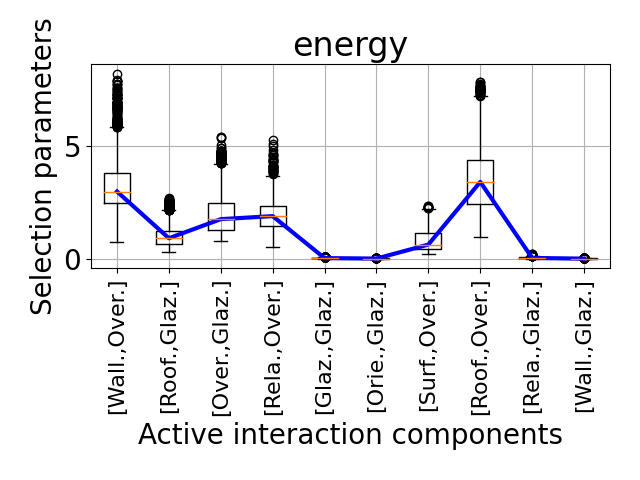 energy
Selection parameters
5
0
[Wall.,Over.]
[Roof.,Glaz.]
[Over.,Glaz.]
[Rela.,Over.]
[Glaz.,Glaz.]
[Orie.,Glaz.]
[Surf.,Over.]
[Roof.,Over.]
[Rela.,Glaz.]
[Wall.,Glaz.]
Active interaction components